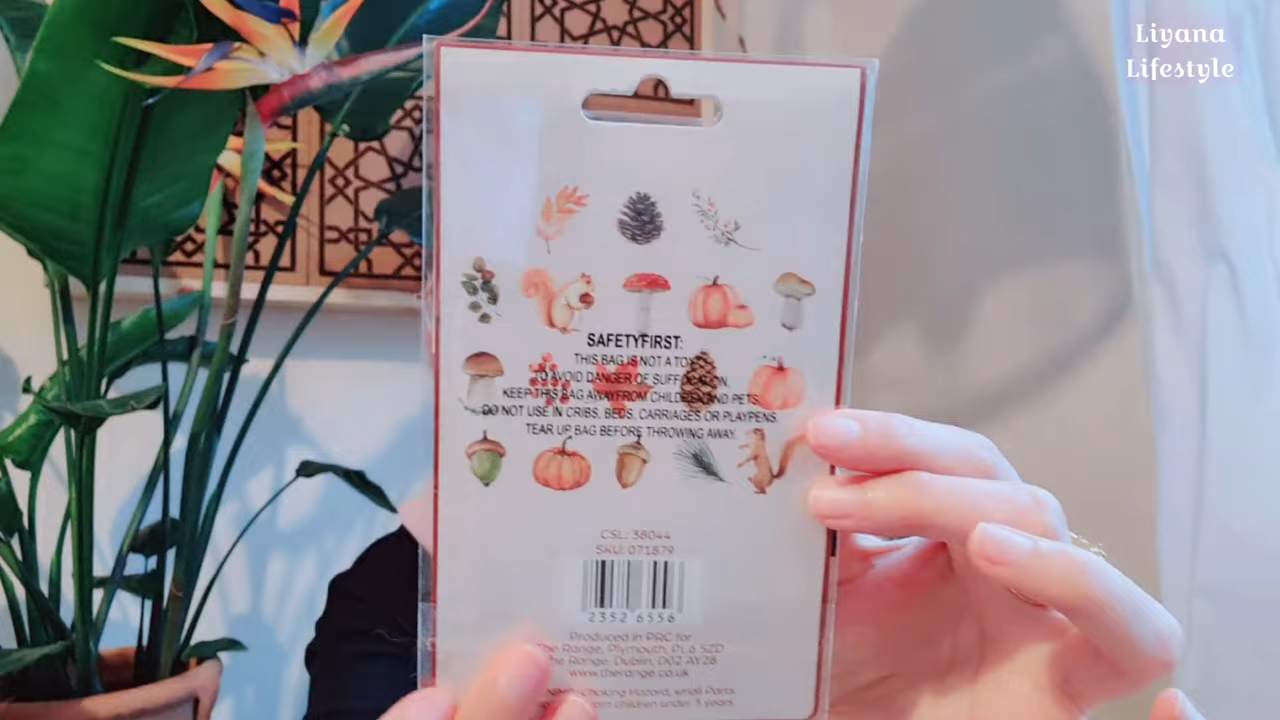 Liyana
Lifestyle
SAFETYFIRST:
THIS BAG IS NOT A TOY
TO AVOID DANGER OF SUFFOCATION,
KEEP THIS BAG AWAYFROM CHILDREN AND PETS.
DO NOT USE IN CRIBS, BEDS, CARRIAGES OR PLAYPENS.
TEAR UP BAG BEFORE THROWING AWAY.
CSL: 38044
SKU: 071879
2352 6556
Produced in PRC for
The Range, Plymouth, PL6 5ZD
The Range, Dublin, D02 AY28
www.therange.co.uk
Choking Hazard, small Parts.
children under 3 years.